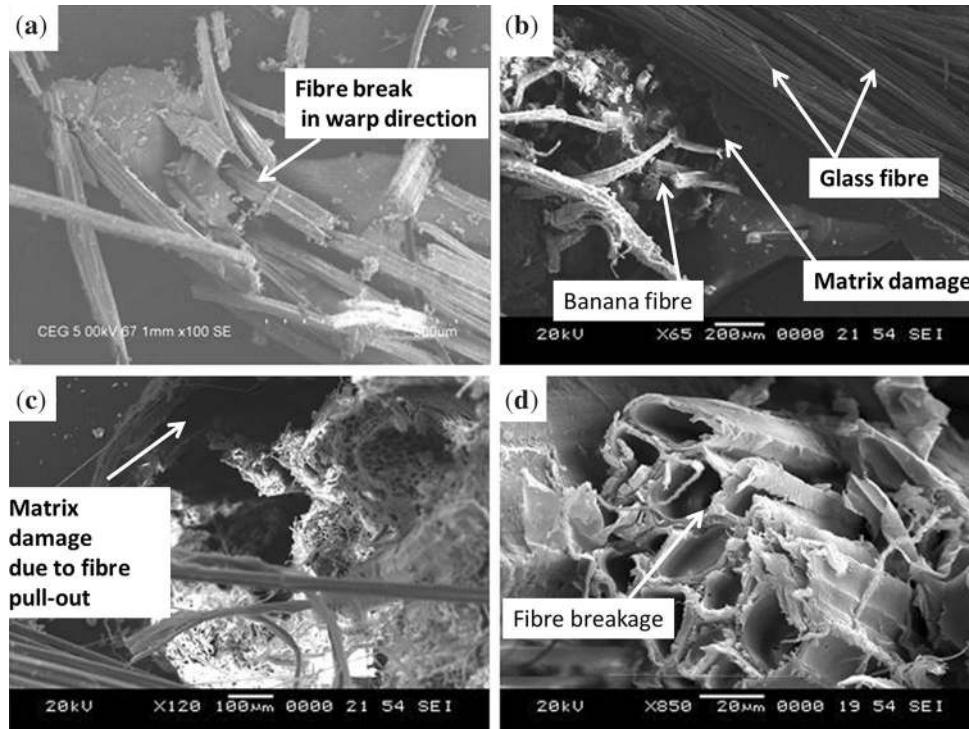 (a)
Fibre break
in warp direction
CEG 5 00kV 67 1mm x100 SE
500um
(b)
Glass fibre
Banana fibre
Matrix damage
20kV X65 200µm 0000 21 54 SEI
(c)
Matrix
damage
due to fibre
pull-out
20kV X120 100µm 0000 21 54 SEI
(d)
Fibre breakage
20kV X850 20µm 0000 19 54 SEI